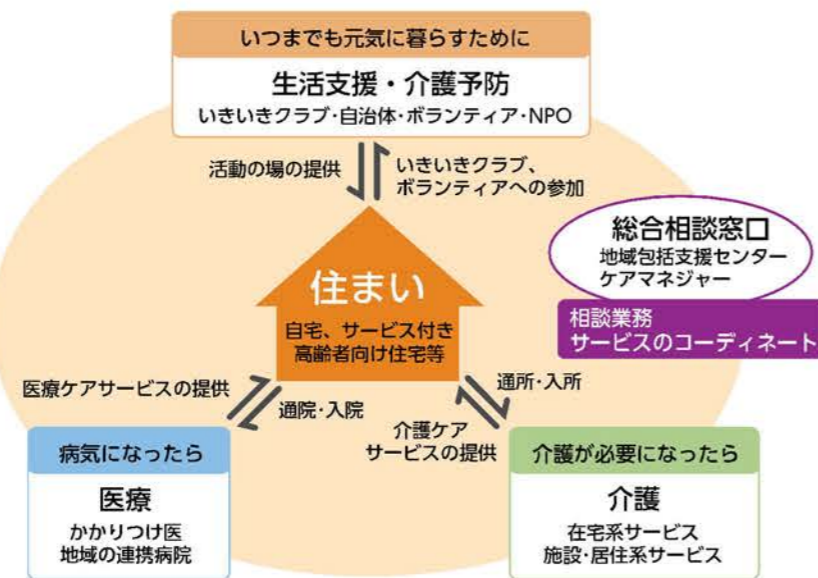 いつまでも元気に暮らすために
生活支援・介護予防
いきいきクラブ・自治体・ボランティア・NPO
活動の場の提供
いきいきクラブ、
ボランティアへの参加
総合相談窓口
地域包括支援センター
ケアマネジャー
相談業務
サービスのコーディネート
住まい
自宅、サービス付き
高齢者向け住宅等
医療ケアサービスの提供
通院・入院
通所・入所
介護ケア
サービスの提供
病気になったら
医療
かかりつけ医
地域の連携病院
介護が必要になったら
介護
在宅系サービス
施設・居住系サービス